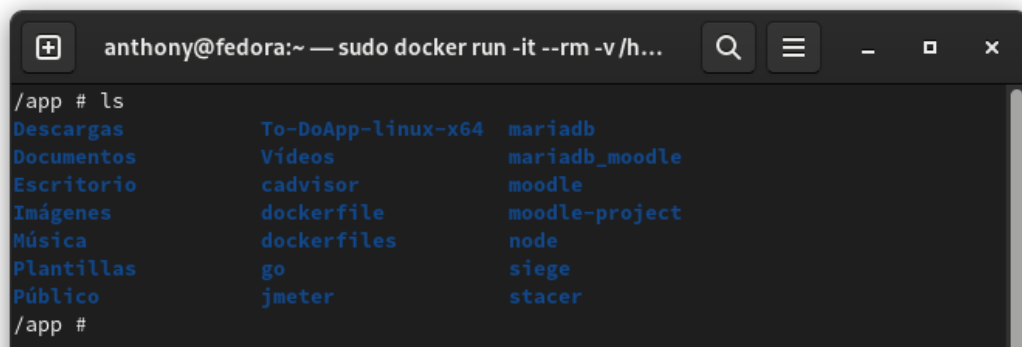 anthony@fedora:~ — sudo docker run -it --rm -v /h...
/app # ls
Descargas To-DoApp-linux-x64 mariadb
Documentos Vídeos mariadb_moodle
Escritorio cadvisor moodle
Imágenes dockerfile moodle-project
Música dockerfiles node
Plantillas go siege
Público jmeter stacer
/app #